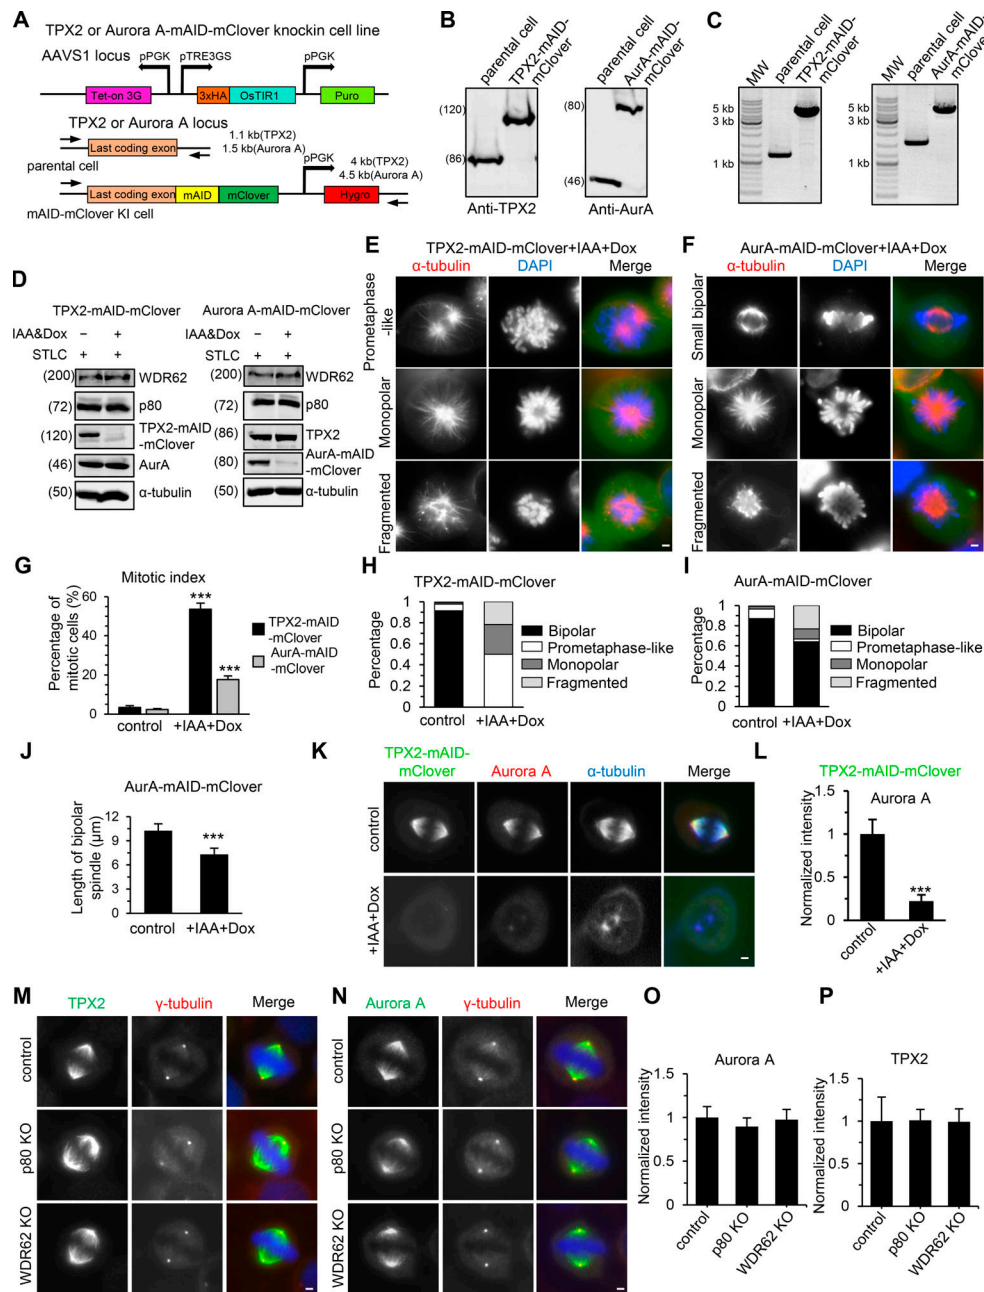 A
TPX2 or Aurora A-mAID-mClover knockin cell line
AAVS1 locus
pPGK
pTRE3GS
pPGK
Tet-on 3G
3xHA
OsTIR1
Puro
TPX2 or Aurora A locus
Last coding exon
1.1 kb(TPX2)
1.5 kb(Aurora A)
parental cell
pPGK
4 kb(TPX2)
4.5 kb(Aurora A)
Last coding exon
mAID
mClover
Hygro
mAID-mClover KI cell
B
parental cell
TPX2-mAID-
mClover
(120)
(86)
Anti-TPX2
parental cell
AurA-mAID-
mClover
(80)
(46)
Anti-AurA
C
MW
parental cell
TPX2-mAID-
mClover
5 kb
3 kb
1 kb
MW
parental cell
AurA-mAID-
mClover
5 kb
3 kb
1 kb
D
TPX2-mAID-mClover
IAA&Dox – +
STLC + +
(200) WDR62
(72) p80
(120) TPX2-mAID
-mClover
(46) AurA
(50) α-tubulin
Aurora A-mAID-mClover
IAA&Dox – +
STLC + +
(200) WDR62
(72) p80
(86) TPX2
(80) AurA-mAID
-mClover
(50) α-tubulin
E
TPX2-mAID-mClover+IAA+Dox
α-tubulin DAPI Merge
Prometaphase
-like
Monopolar
Fragmented
F
AurA-mAID-mClover+IAA+Dox
α-tubulin DAPI Merge
Small bipolar
Monopolar
Fragmented
G
Mitotic index
Percentage of
mitotic cells (%)
60
40
20
0
***
***
control +IAA+Dox
TPX2-mAID
-mClover
AurA-mAID
-mClover
H
TPX2-mAID-mClover
Percentage
1
0.8
0.6
0.4
0.2
0
control +IAA+Dox
Bipolar
Prometaphase-like
Monopolar
Fragmented
I
AurA-mAID-mClover
Percentage
1
0.8
0.6
0.4
0.2
0
control +IAA+Dox
Bipolar
Prometaphase-like
Monopolar
Fragmented
J
AurA-mAID-mClover
Length of bipolar
spindle (μm)
12
9
6
3
0
***
control +IAA+Dox
K
TPX2-mAID-
mClover
Aurora A α-tubulin Merge
control
+IAA+Dox
L
TPX2-mAID-mClover
Aurora A
Normalized intensity
1.5
1
0.5
0
***
control
+IAA+Dox
M
TPX2 γ-tubulin Merge
control
p80 KO
WDR62 KO
N
Aurora A γ-tubulin Merge
O
Aurora A
Normalized intensity
1.5
1
0.5
0
control
p80 KO
WDR62 KO
P
TPX2
Normalized intensity
1.5
1
0.5
0
control
p80 KO
WDR62 KO